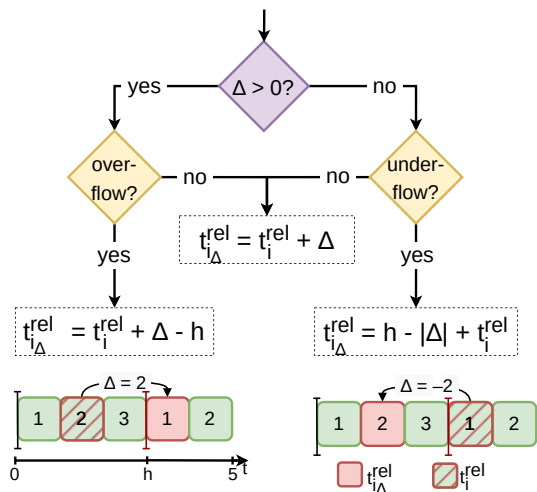 Δ > 0?
yes
no
over-
flow?
no
no
under-
flow?
t_{i_Δ}^{rel} = t_i^{rel} + Δ
yes
yes
t_{i_Δ}^{rel} = t_i^{rel} + Δ - h
t_{i_Δ}^{rel} = h - |Δ| + t_i^{rel}
Δ = 2
1 2 3 1 2
0 h 5 t
Δ = –2
1 2 3 1 2
t_{i_Δ}^{rel} t_i^{rel}